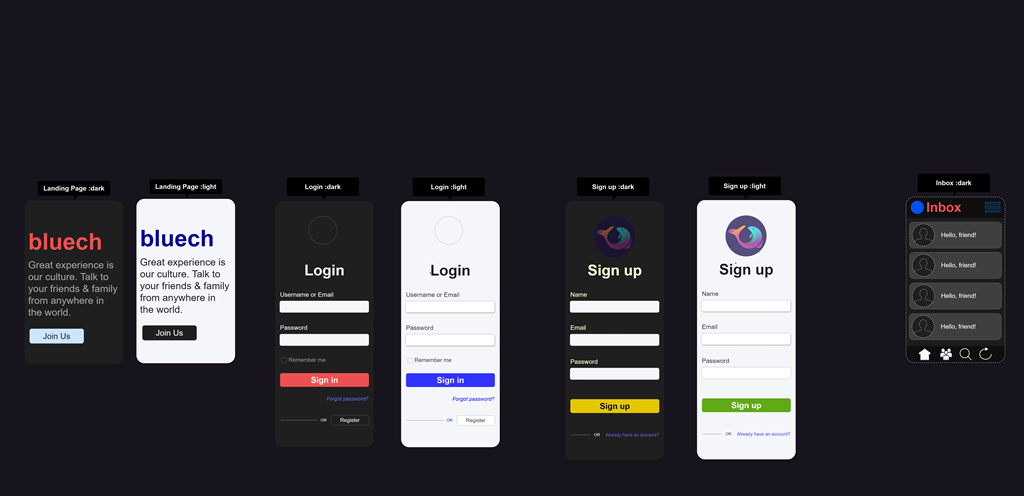 Landing Page :dark
bluech
Great experience is
our culture. Talk to
your friends & family
from anywhere in
the world.
Join Us
Landing Page :light
bluech
Great experience is
our culture. Talk to
your friends & family
from anywhere in
the world.
Join Us
Login :dark
Login
Username or Email
Password
Remember me
Sign in
Forgot password?
OR
Register
Login :light
Login
Username or Email
Password
Remember me
Sign in
Forgot password?
OR
Register
Sign up :dark
Sign up
Name
Email
Password
Sign up
OR
Already have an account?
Sign up :light
Sign up
Name
Email
Password
Sign up
OR
Already have an account?
Inbox :dark
Inbox
Hello, friend!
Hello, friend!
Hello, friend!
Hello, friend!